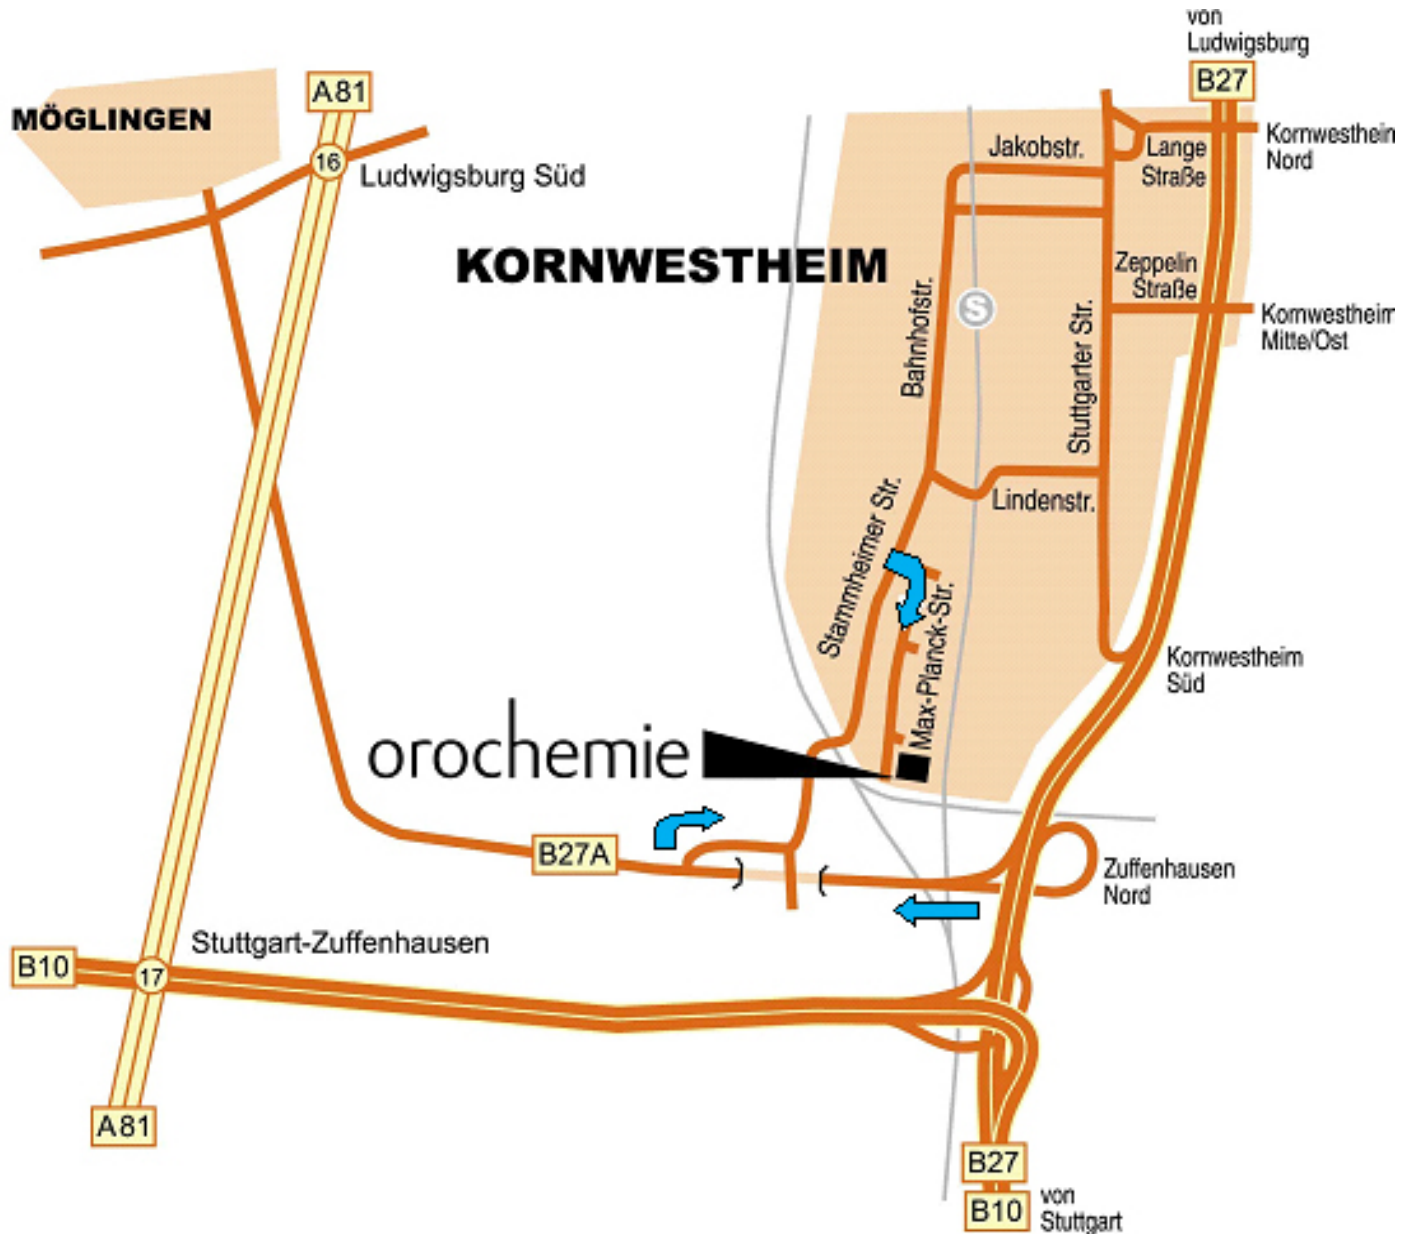 von
Ludwigsburg
B27
A81
MÖGLINGEN
16
Ludwigsburg Süd
Jakobstr.
Lange
Straße
Kornwesthein
Nord
KORNWESTHEIM
Zeppelin
Straße
S
Bahnhofstr.
Stuttgarter Str.
Kornwestheim
Mitte/Ost
Lindenstr.
Stammheimer Str.
Max-Planck-Str.
Kornwestheim
Süd
orochemie
B27A
Zuffenhausen
Nord
Stuttgart-Zuffenhausen
B10
17
A81
B27
B10
von
Stuttgart